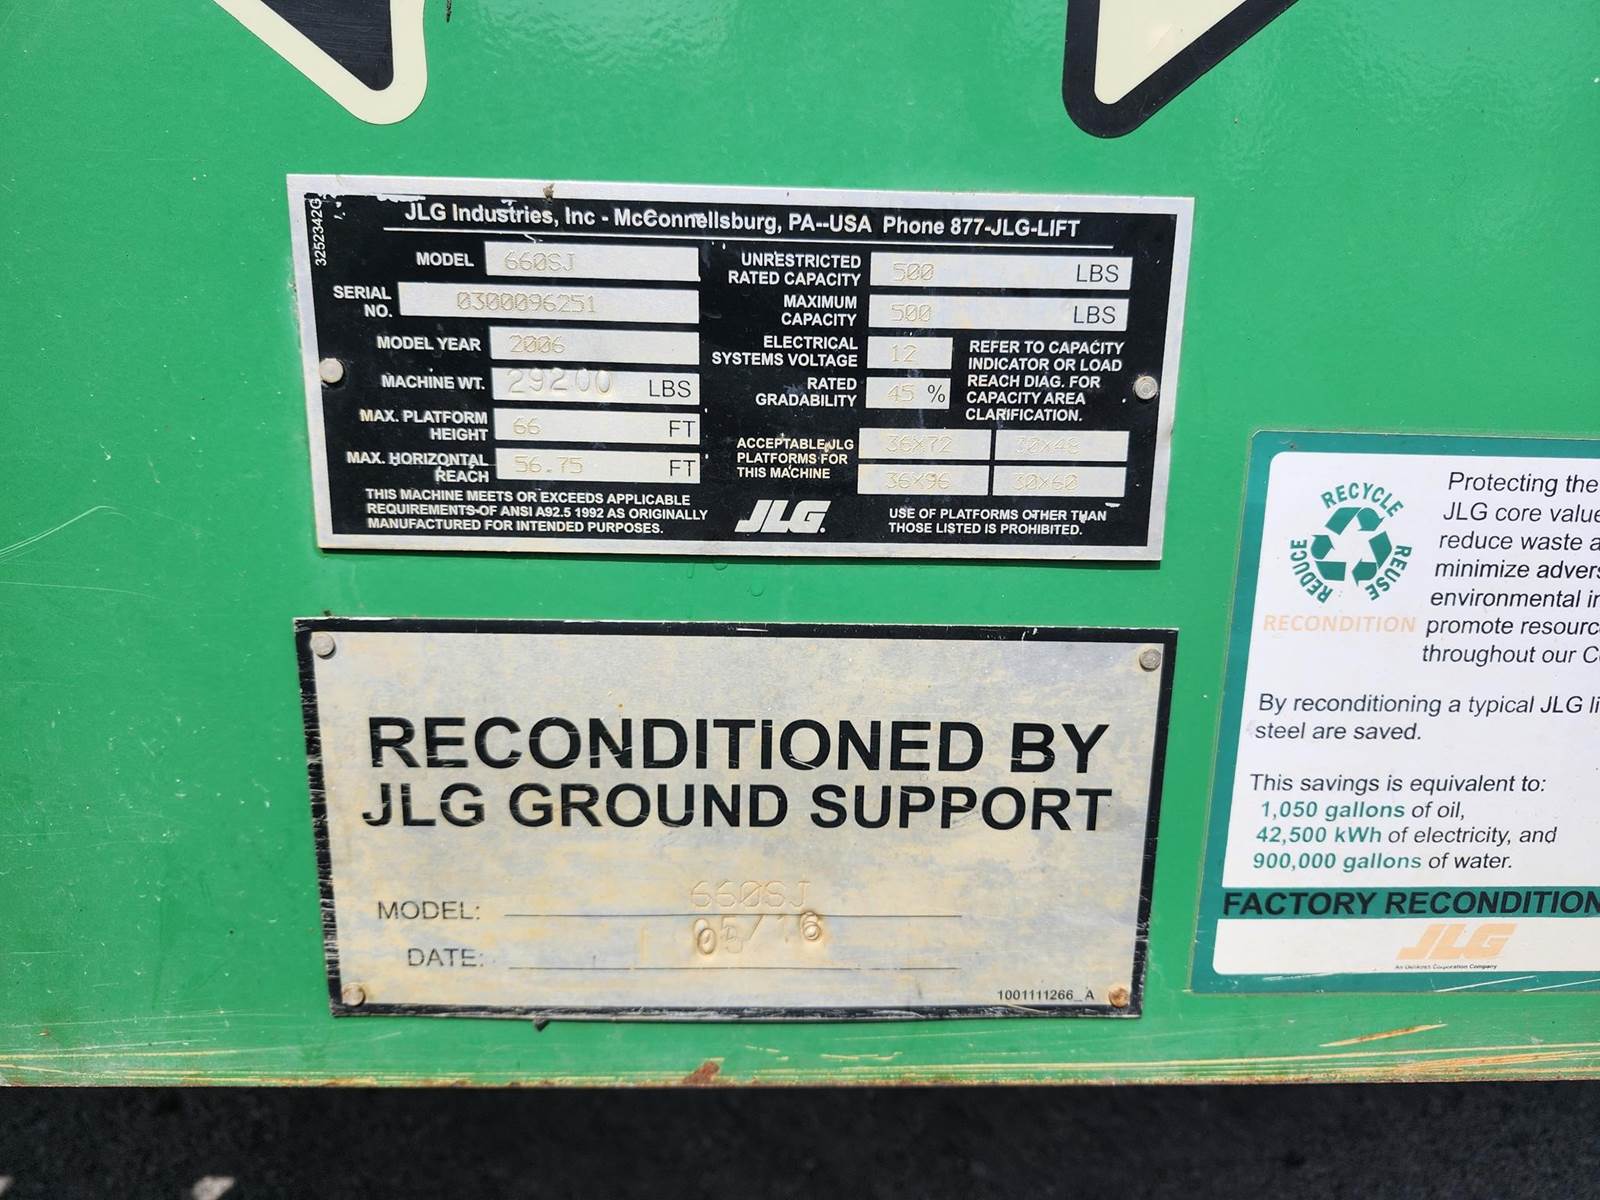 3252342G
JLG Industries, Inc - McConnellsburg, PA--USA Phone 877-JLG-LIFT
MODEL 660SJ
SERIAL NO. 0300096251
MODEL YEAR 2006
MACHINE WT. 29200 LBS
MAX. PLATFORM HEIGHT 66 FT
MAX. HORIZONTAL REACH 56.75 FT
THIS MACHINE MEETS OR EXCEEDS APPLICABLE
REQUIREMENTS OF ANSI A92.5 1992 AS ORIGINALLY
MANUFACTURED FOR INTENDED PURPOSES.
UNRESTRICTED RATED CAPACITY 500 LBS
MAXIMUM CAPACITY 500 LBS
ELECTRICAL SYSTEMS VOLTAGE 12
RATED GRADABILITY 45 %
REFER TO CAPACITY
INDICATOR OR LOAD
REACH DIAG. FOR
CAPACITY AREA
CLARIFICATION.
ACCEPTABLE JLG
PLATFORMS FOR
THIS MACHINE
36X72 30X48
36X96 30X60
JLG
USE OF PLATFORMS OTHER THAN
THOSE LISTED IS PROHIBITED.
RECONDITIONED BY
JLG GROUND SUPPORT
MODEL: 660SJ
DATE: 05/16
1001111266_A
RECYCLE
REUSE
REDUCE
RECONDITION
Protecting the
JLG core value
reduce waste a
minimize advers
environmental i
promote resourc
throughout our C
By reconditioning a typical JLG li
steel are saved.
This savings is equivalent to:
1,050 gallons of oil,
42,500 kWh of electricity, and
900,000 gallons of water.
FACTORY RECONDITION
JLG
An Oshkosh Corporation Company